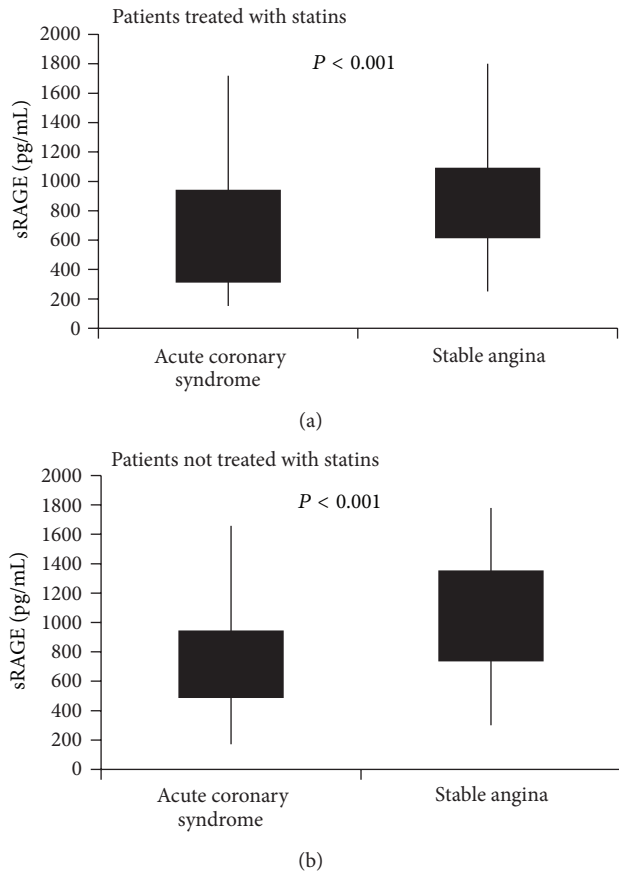 Patients treated with statins
P < 0.001
sRAGE (pg/mL)
2000
1800
1600
1400
1200
1000
800
600
400
200
0
Acute coronary
syndrome
Stable angina
(a)
Patients not treated with statins
P < 0.001
sRAGE (pg/mL)
2000
1800
1600
1400
1200
1000
800
600
400
200
0
Acute coronary
syndrome
Stable angina
(b)